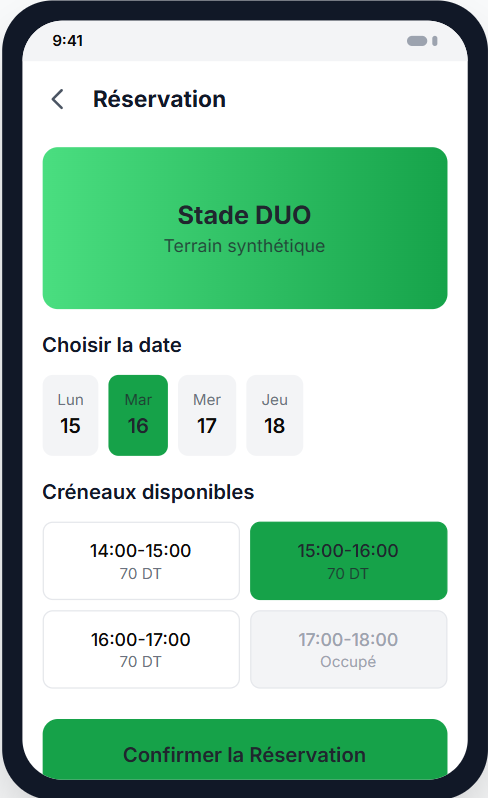 9:41
Réservation
Stade DUO
Terrain synthétique
Choisir la date
Lun Mar Mer Jeu
15 16 17 18
Créneaux disponibles
14:00-15:00 15:00-16:00
70 DT 70 DT
16:00-17:00 17:00-18:00
70 DT Occupé
Confirmer la Réservation